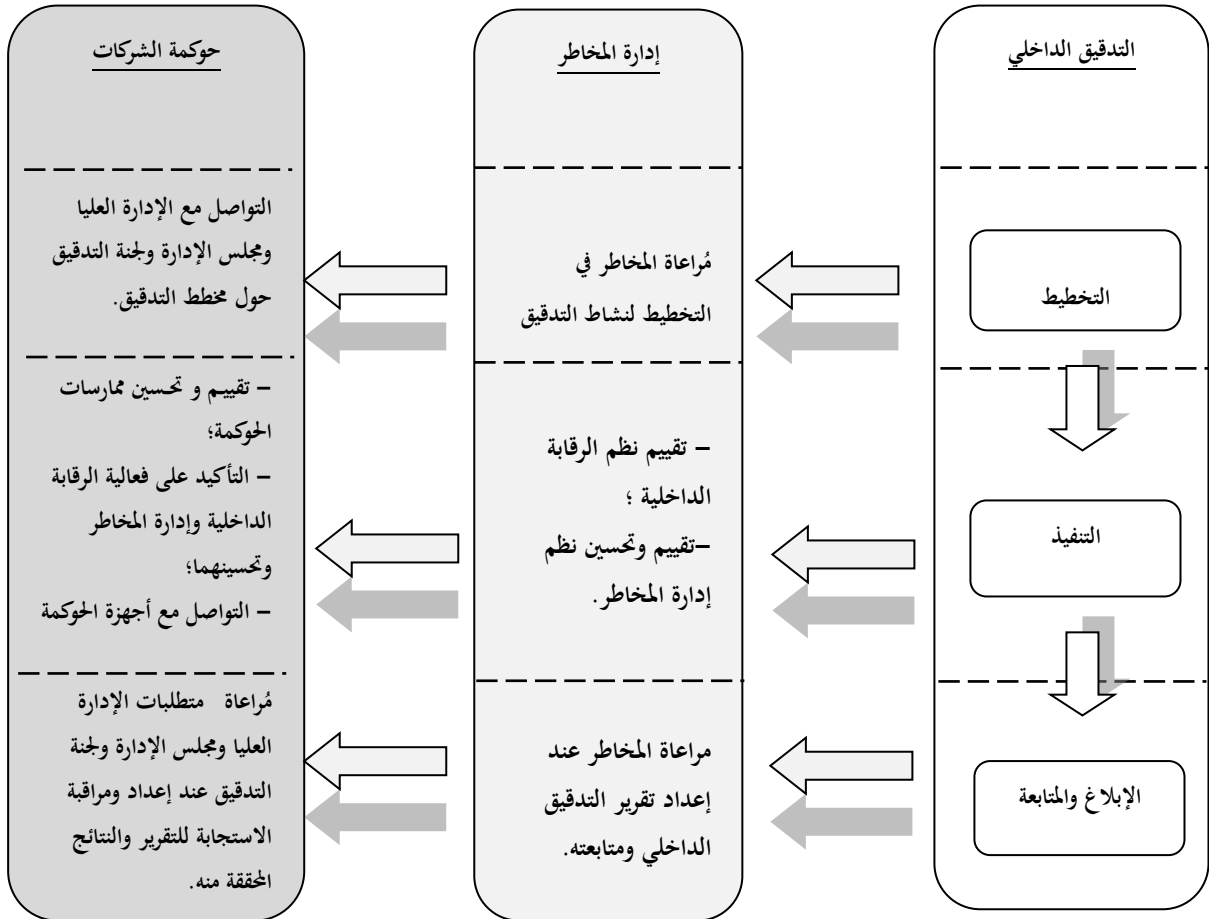 التدقيق الداخلي
التخطيط
التنفيذ
الإبلاغ والمتابعة
إدارة المخاطر
مُراعاة المخاطر في
التخطيط لنشاط التدقيق
– تقييم نظم الرقابة
الداخلية ؛
–تقييم وتحسين نظم
إدارة المخاطر.
مراعاة المخاطر عند
إعداد تقرير التدقيق
الداخلي ومتابعته.
حوكمة الشركات
التواصل مع الإدارة العليا
ومجلس الإدارة ولجنة التدقيق
حول مخطط التدقيق.
– تقييم و تحسين ممارسات
الحوكمة؛
– التأكيد على فعالية الرقابة
الداخلية وإدارة المخاطر
وتحسينهما؛
– التواصل مع أجهزة الحوكمة
مُراعاة متطلبات الإدارة
العليا ومجلس الإدارة ولجنة
التدقيق عند إعداد ومراقبة
الاستجابة للتقرير والنتائج
المحققة منه.